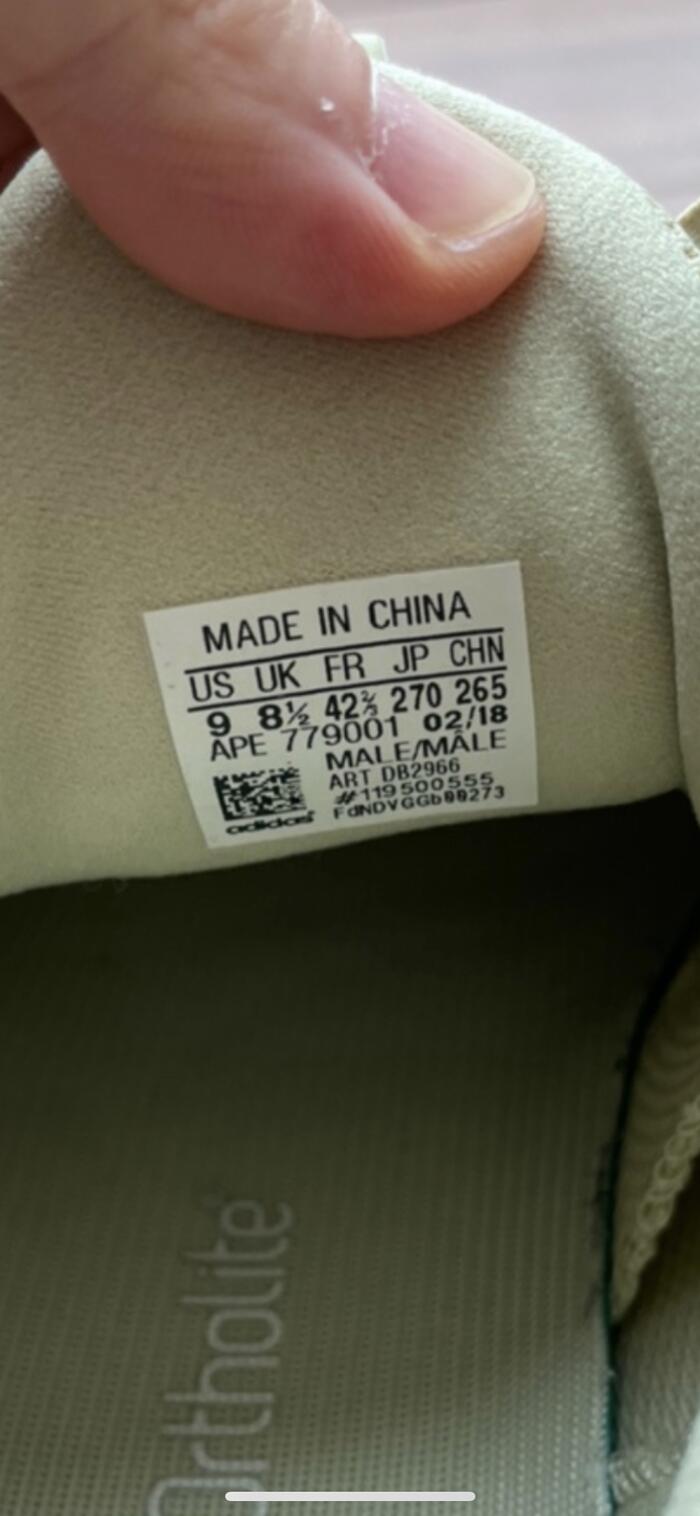 MADE IN CHINA
US UK FR JP CHN
9 8½ 42⅔ 270 265
APE 779001 02/18
MALE/MÂLE
ART DB2966
#119500555
FdNDVGGb00273
adidas
Ortholite